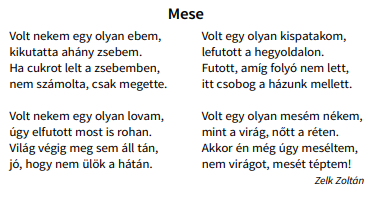 Mese
Volt nekem egy olyan ebem,
kikutatta ahány zsebem.
Ha cukrot lelt a zsebemben,
nem számolta, csak megette.
Volt nekem egy olyan lovam,
úgy elfutott most is rohan.
Világ végig meg sem áll tán,
jó, hogy nem ülök a hátán.
Volt egy olyan kispatakom,
lefutott a hegyoldalon.
Futott, amíg folyó nem lett,
itt csobog a házunk mellett.
Volt egy olyan mesém nékem,
mint a virág, nőtt a réten.
Akkor én még úgy meséltem,
nem virágot, mesét téptem!
Zelk Zoltán